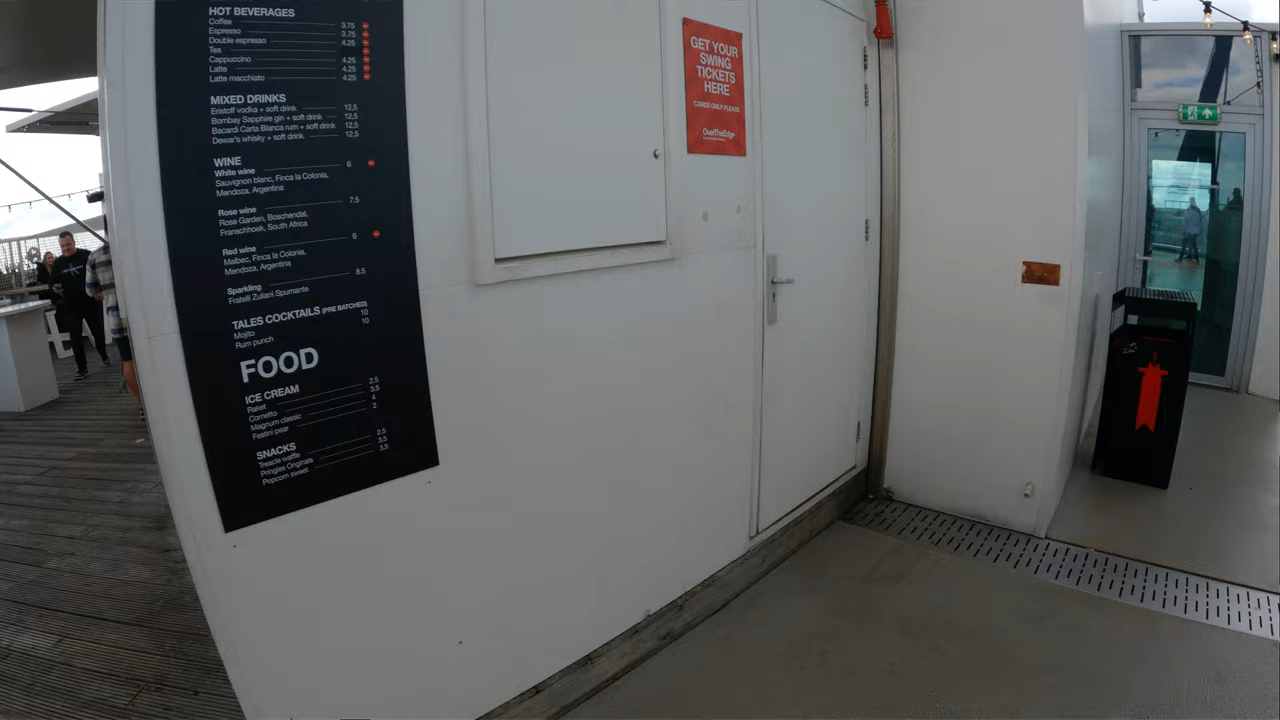 HOT BEVERAGES
Coffee 3.75
Espresso 3.75
Double espresso 4.25
Tea
Cappuccino 4.25
Latte 4.25
Latte macchiato 4.25
MIXED DRINKS
Eristoff vodka + soft drink 12,5
Bombay Sapphire gin + soft drink 12,5
Bacardi Carta Blanca rum + soft drink 12,5
Dewar's whisky + soft drink 12,5
WINE
White wine 6
Sauvignon blanc, Finca la Colonia,
Mendoza, Argentina
Rose wine 7.5
Rose Garden, Boschendal,
Franschhoek, South Africa
Red wine 6
Malbec, Finca la Colonia,
Mendoza, Argentina
Sparkling 8.5
Fratelli Zuliani Spumante
TALES COCKTAILS (PRE BATCHED)
Mojito 10
Rum punch 10
FOOD
ICE CREAM
Raket 2.5
Cornetto 3.5
Magnum classic 4
Festini pear 2
SNACKS
Treacle waffle 2.5
Pringles Originals 3.5
Popcorn sweet 3.5
GET YOUR
SWING
TICKETS
HERE
CARDS ONLY PLEASE
OverTheEdge